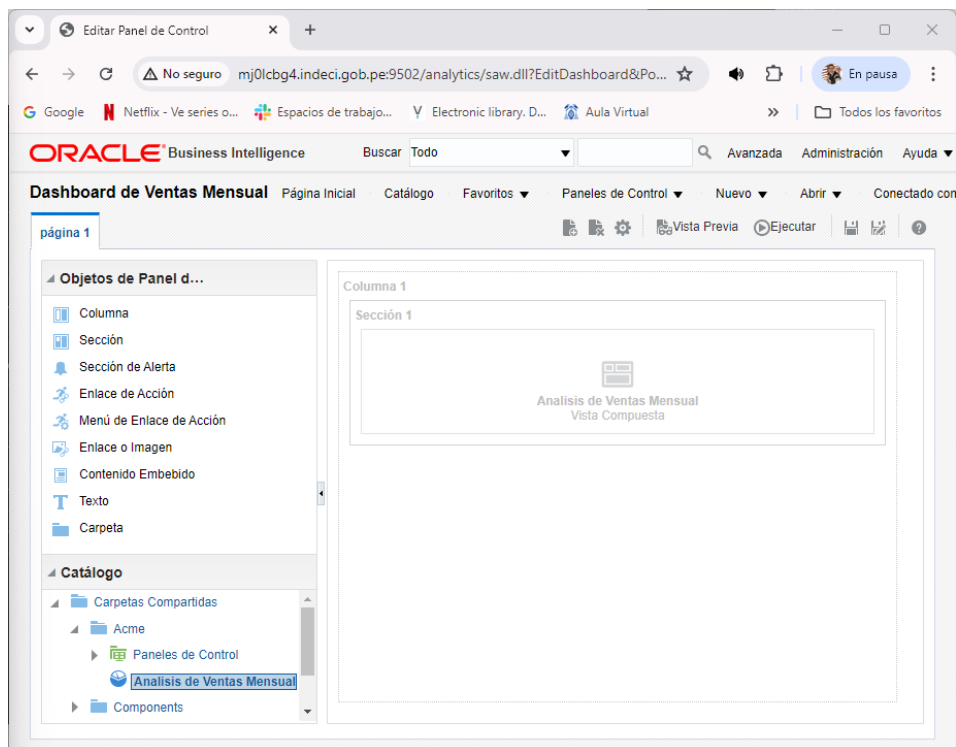 Editar Panel de Control
No seguro mj0lcbg4.indeci.gob.pe:9502/analytics/saw.dll?EditDashboard&Po... En pausa
Google Netflix - Ve series o... Espacios de trabajo... Electronic library. D... Aula Virtual » Todos los favoritos
ORACLE Business Intelligence Buscar Todo Avanzada Administración Ayuda
Dashboard de Ventas Mensual Página Inicial Catálogo Favoritos Paneles de Control Nuevo Abrir Conectado con
página 1 Vista Previa Ejecutar
Objetos de Panel d...
Columna
Sección
Sección de Alerta
Enlace de Acción
Menú de Enlace de Acción
Enlace o Imagen
Contenido Embebido
Texto
Carpeta
Catálogo
Carpetas Compartidas
Acme
Paneles de Control
Analisis de Ventas Mensual
Components
Columna 1
Sección 1
Analisis de Ventas Mensual
Vista Compuesta